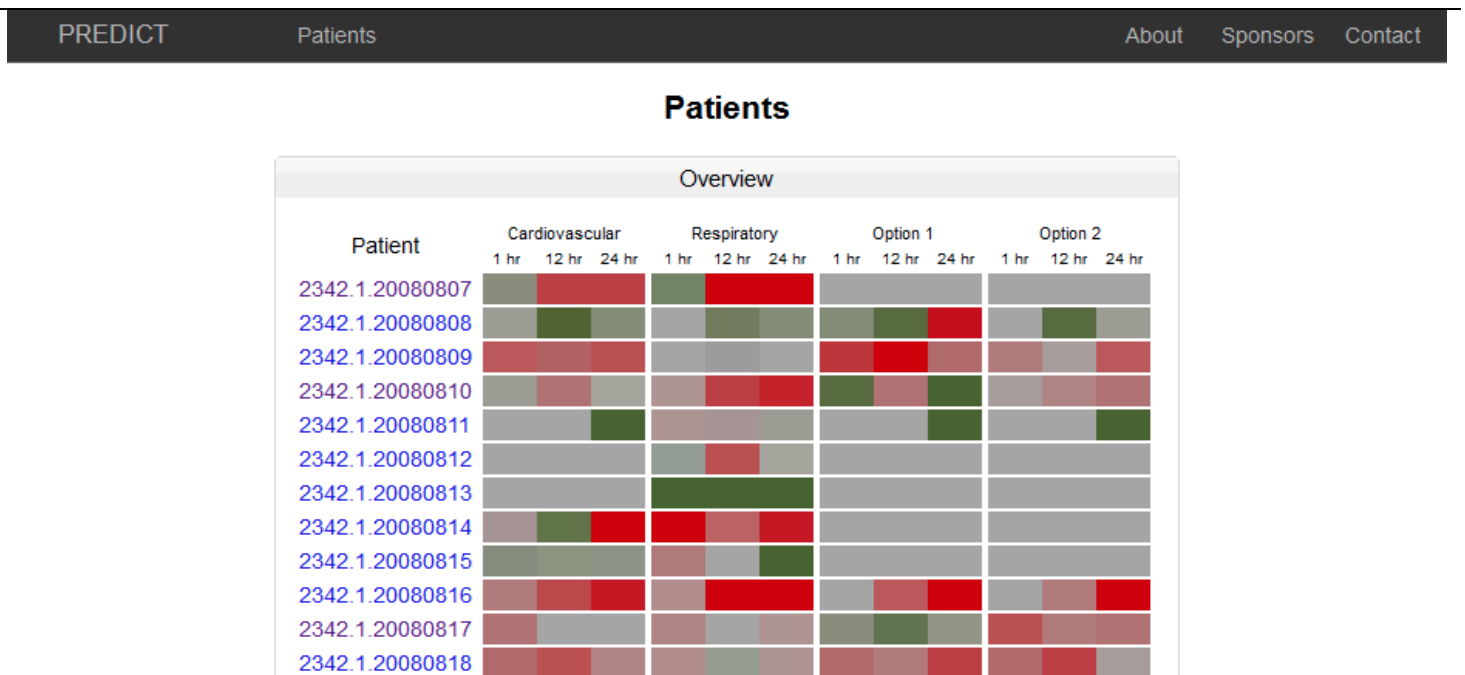 PREDICT Patients About Sponsors Contact
Patients
Overview
Patient Cardiovascular Respiratory Option 1 Option 2
1 hr 12 hr 24 hr 1 hr 12 hr 24 hr 1 hr 12 hr 24 hr 1 hr 12 hr 24 hr
2342.1.20080807
2342.1.20080808
2342.1.20080809
2342.1.20080810
2342.1.20080811
2342.1.20080812
2342.1.20080813
2342.1.20080814
2342.1.20080815
2342.1.20080816
2342.1.20080817
2342.1.20080818